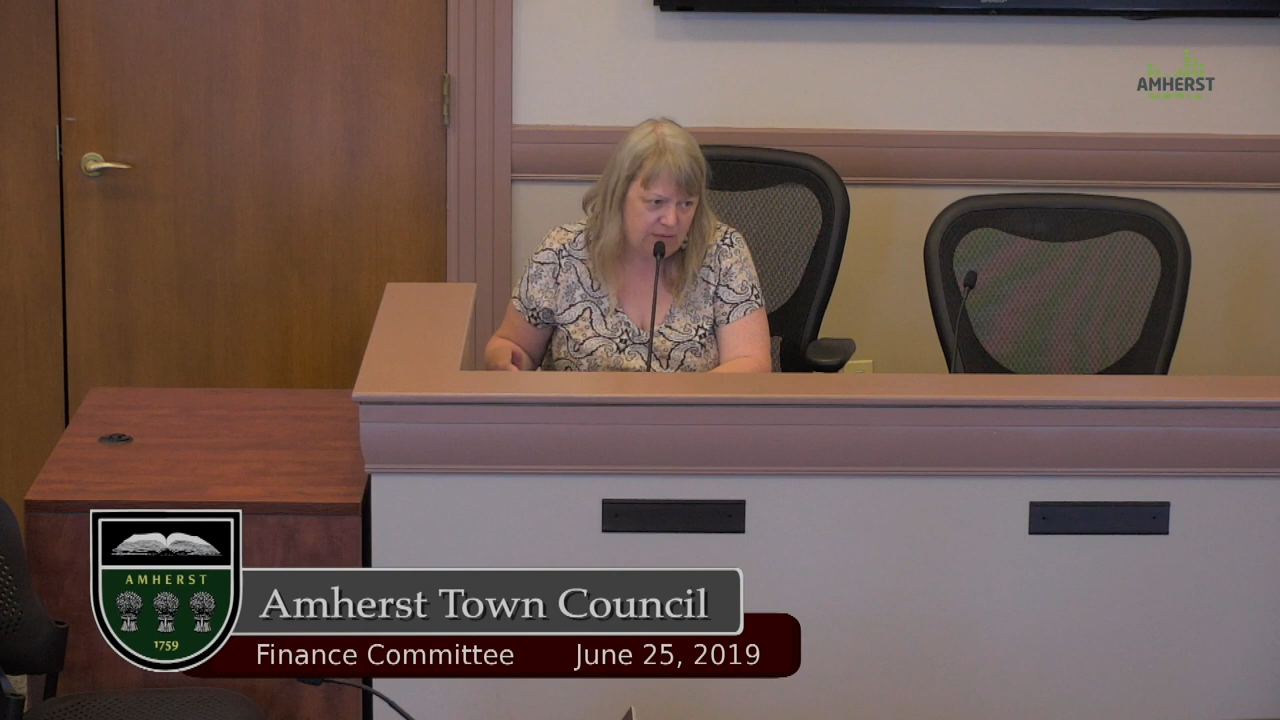 AMHERST
AMHERST
1759
Amherst Town Council
Finance Committee June 25, 2019